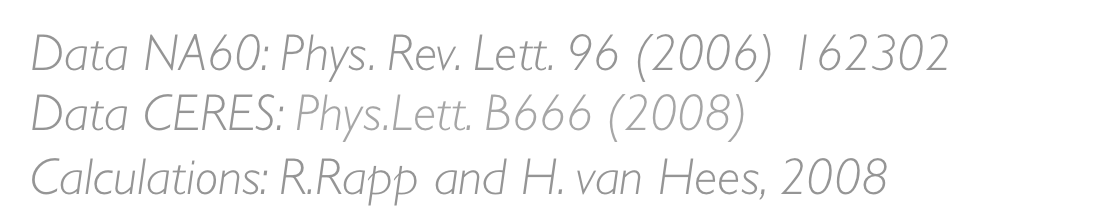 Data NA60: Phys. Rev. Lett. 96 (2006) 162302
Data CERES: Phys.Lett. B666 (2008)
Calculations: R.Rapp and H. van Hees, 2008